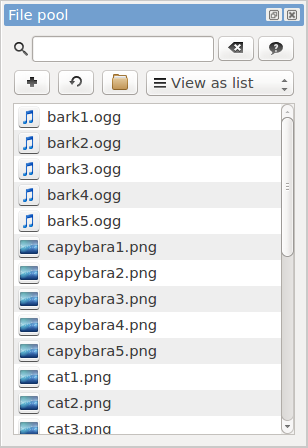 File pool
View as list
bark1.ogg
bark2.ogg
bark3.ogg
bark4.ogg
bark5.ogg
capybara1.png
capybara2.png
capybara3.png
capybara4.png
capybara5.png
cat1.png
cat2.png
cat3.png